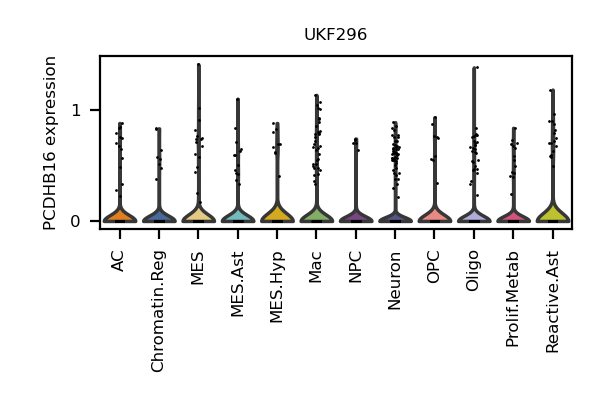 UKF296
PCDHB16 expression
1
0
AC
Chromatin.Reg
MES
MES.Ast
MES.Hyp
Mac
NPC
Neuron
OPC
Oligo
Prolif.Metab
Reactive.Ast